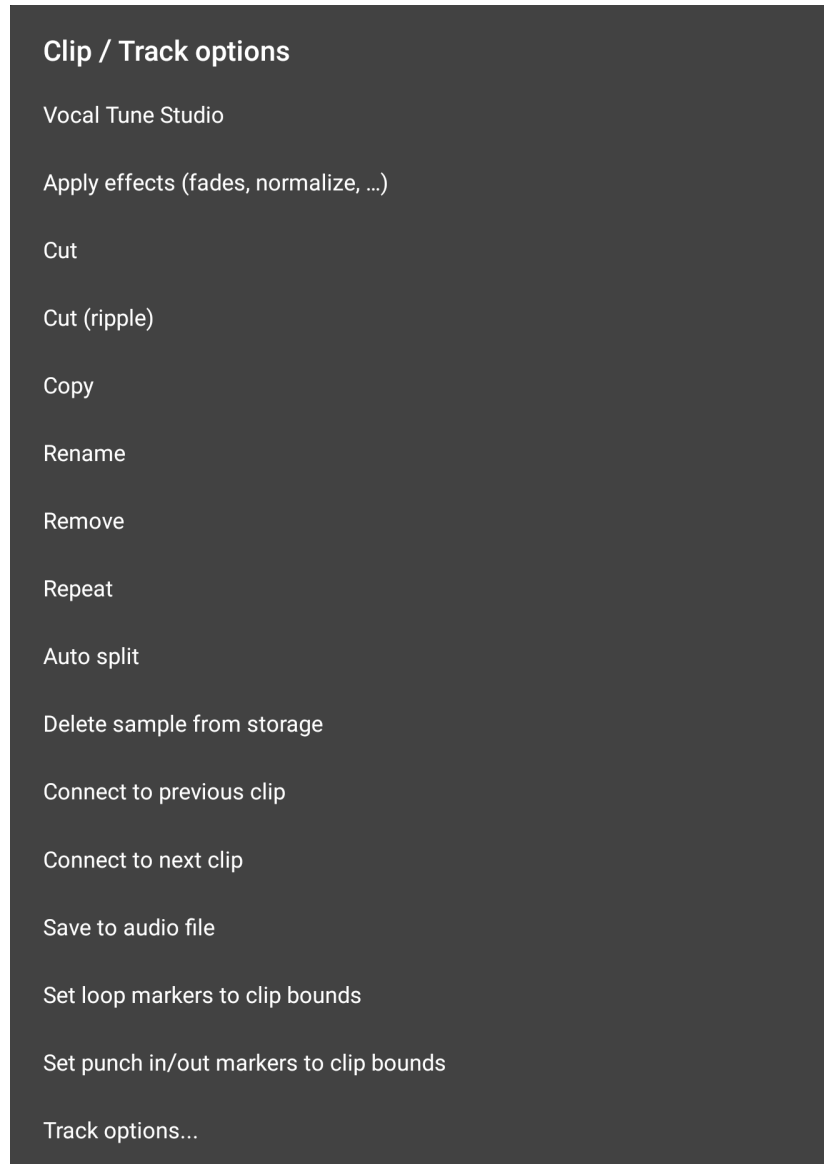 Clip / Track options
Vocal Tune Studio
Apply effects (fades, normalize, …)
Cut
Cut (ripple)
Copy
Rename
Remove
Repeat
Auto split
Delete sample from storage
Connect to previous clip
Connect to next clip
Save to audio file
Set loop markers to clip bounds
Set punch in/out markers to clip bounds
Track options...